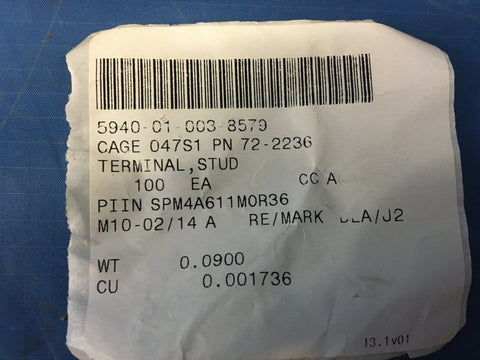 5940-01-003-8579
CAGE 047S1 PN 72-2236
TERMINAL,STUD
100 EA CC A
PIIN SPM4A611M0R36
M10-02/14 A RE/MARK
WT 0.0900
CU 0.001736
13.1v01